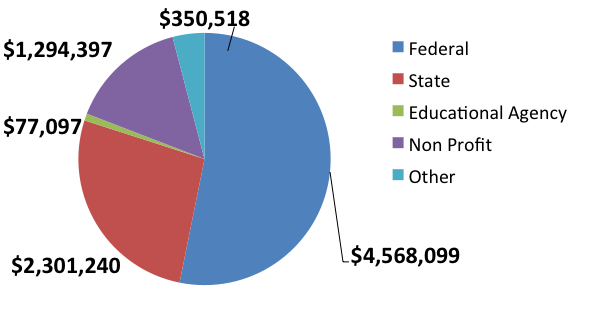 $350,518
$1,294,397
$77,097
$2,301,240
$4,568,099
Federal
State
Educational Agency
Non Profit
Other